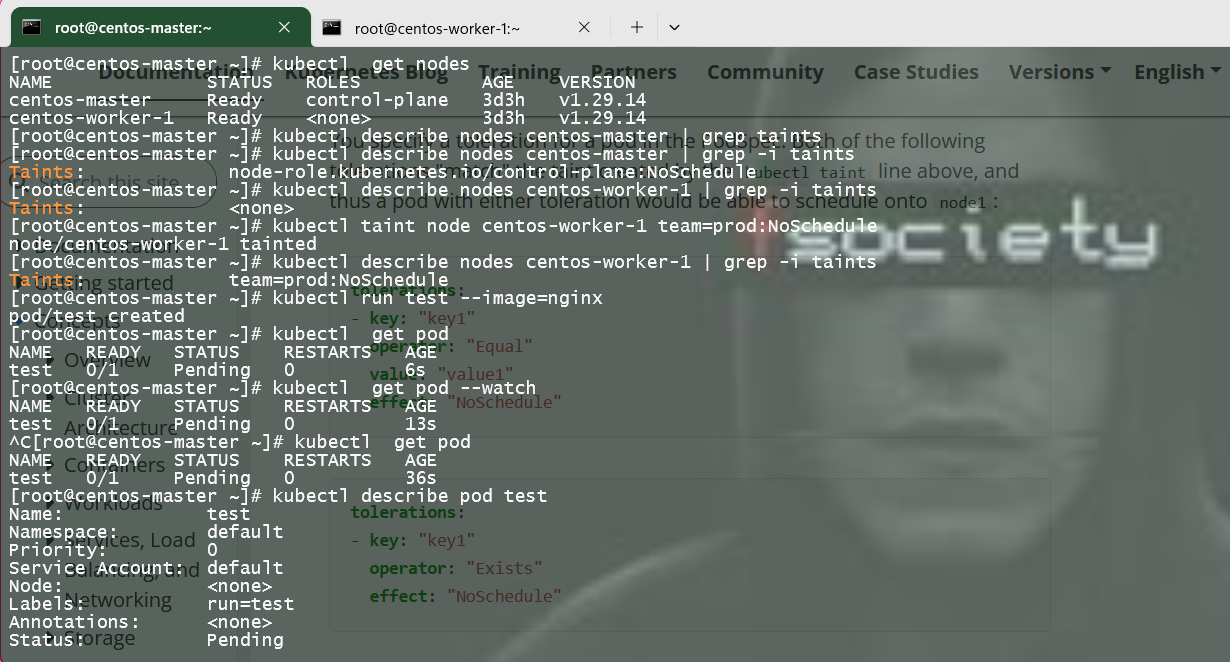 root@centos-master:~
root@centos-worker-1:~
[root@centos-master ~]# kubectl  get nodes
NAME              STATUS   ROLES           AGE    VERSION
centos-master     Ready    control-plane   3d3h   v1.29.14
centos-worker-1   Ready    <none>          3d3h   v1.29.14
[root@centos-master ~]# kubectl describe nodes centos-master | grep taints
[root@centos-master ~]# kubectl describe nodes centos-master | grep -i taints
Taints:             node-role.kubernetes.io/control-plane:NoSchedule
[root@centos-master ~]# kubectl describe nodes centos-worker-1 | grep -i taints
Taints:             <none>
[root@centos-master ~]# kubectl taint node centos-worker-1 team=prod:NoSchedule
node/centos-worker-1 tainted
[root@centos-master ~]# kubectl describe nodes centos-worker-1 | grep -i taints
Taints:             team=prod:NoSchedule
[root@centos-master ~]# kubectl run test --image=nginx
pod/test created
[root@centos-master ~]# kubectl  get pod
NAME   READY   STATUS    RESTARTS   AGE
test   0/1     Pending   0          6s
[root@centos-master ~]# kubectl  get pod --watch
NAME   READY   STATUS    RESTARTS   AGE
test   0/1     Pending   0          13s
^C[root@centos-master ~]# kubectl  get pod
NAME   READY   STATUS    RESTARTS   AGE
test   0/1     Pending   0          36s
[root@centos-master ~]# kubectl describe pod test
Name:             test
Namespace:        default
Priority:         0
Service Account:  default
Node:             <none>
Labels:           run=test
Annotations:      <none>
Status:           Pending
Documentation Kubernetes Blog Training Partners Community Case Studies Versions English
Search this site
Getting started
Concepts
Overview
Cluster
Architecture
Containers
Workloads
Services, Load
Balancing, and
Networking
Storage
You specify a toleration for a pod in the PodSpec. Both of the following
kubectl taint line above, and
thus a pod with either toleration would be able to schedule onto node1 :
tolerations:
- key: "key1"
operator: "Equal"
value: "value1"
effect: "NoSchedule"
tolerations:
- key: "key1"
operator: "Exists"
effect: "NoSchedule"
fsociety